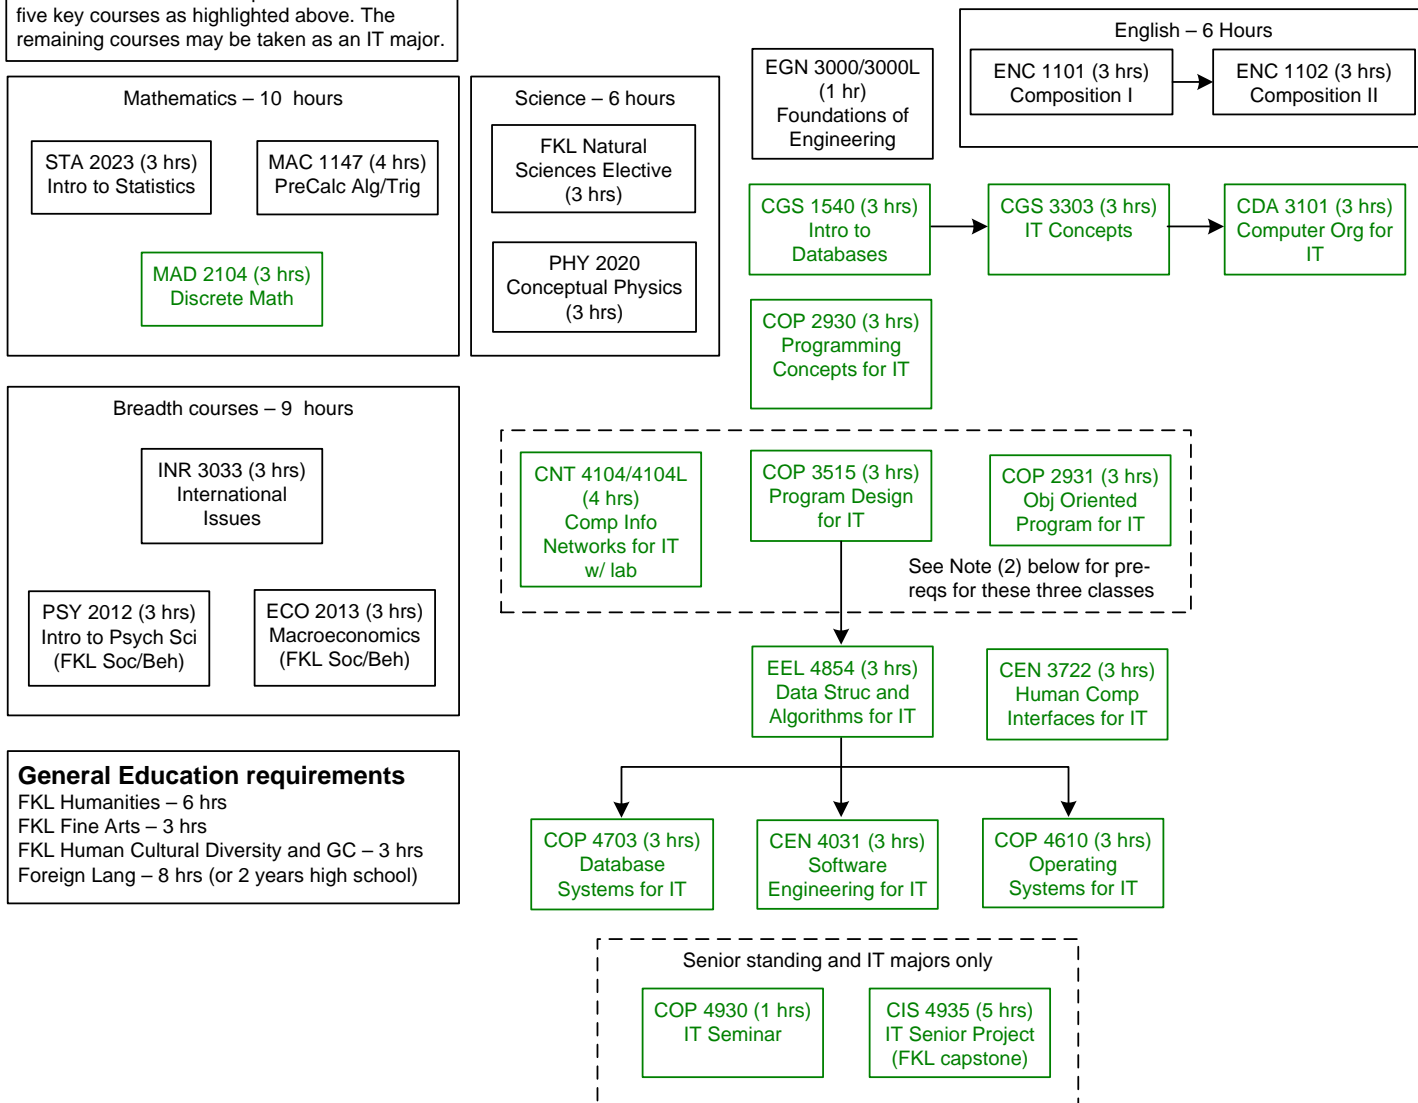 five key courses as highlighted above. The
remaining courses may be taken as an IT major.
English – 6 Hours
ENC 1101 (3 hrs)
Composition I
ENC 1102 (3 hrs)
Composition II
EGN 3000/3000L
(1 hr)
Foundations of
Engineering
Mathematics – 10 hours
STA 2023 (3 hrs)
Intro to Statistics
MAC 1147 (4 hrs)
PreCalc Alg/Trig
MAD 2104 (3 hrs)
Discrete Math
Science – 6 hours
FKL Natural
Sciences Elective
(3 hrs)
PHY 2020
Conceptual Physics
(3 hrs)
CGS 1540 (3 hrs)
Intro to
Databases
CGS 3303 (3 hrs)
IT Concepts
CDA 3101 (3 hrs)
Computer Org for
IT
COP 2930 (3 hrs)
Programming
Concepts for IT
Breadth courses – 9 hours
INR 3033 (3 hrs)
International
Issues
PSY 2012 (3 hrs)
Intro to Psych Sci
(FKL Soc/Beh)
ECO 2013 (3 hrs)
Macroeconomics
(FKL Soc/Beh)
CNT 4104/4104L
(4 hrs)
Comp Info
Networks for IT
w/ lab
COP 3515 (3 hrs)
Program Design
for IT
COP 2931 (3 hrs)
Obj Oriented
Program for IT
See Note (2) below for pre-
reqs for these three classes
EEL 4854 (3 hrs)
Data Struc and
Algorithms for IT
CEN 3722 (3 hrs)
Human Comp
Interfaces for IT
General Education requirements
FKL Humanities – 6 hrs
FKL Fine Arts – 3 hrs
FKL Human Cultural Diversity and GC – 3 hrs
Foreign Lang – 8 hrs (or 2 years high school)
COP 4703 (3 hrs)
Database
Systems for IT
CEN 4031 (3 hrs)
Software
Engineering for IT
COP 4610 (3 hrs)
Operating
Systems for IT
Senior standing and IT majors only
COP 4930 (1 hrs)
IT Seminar
CIS 4935 (5 hrs)
IT Senior Project
(FKL capstone)